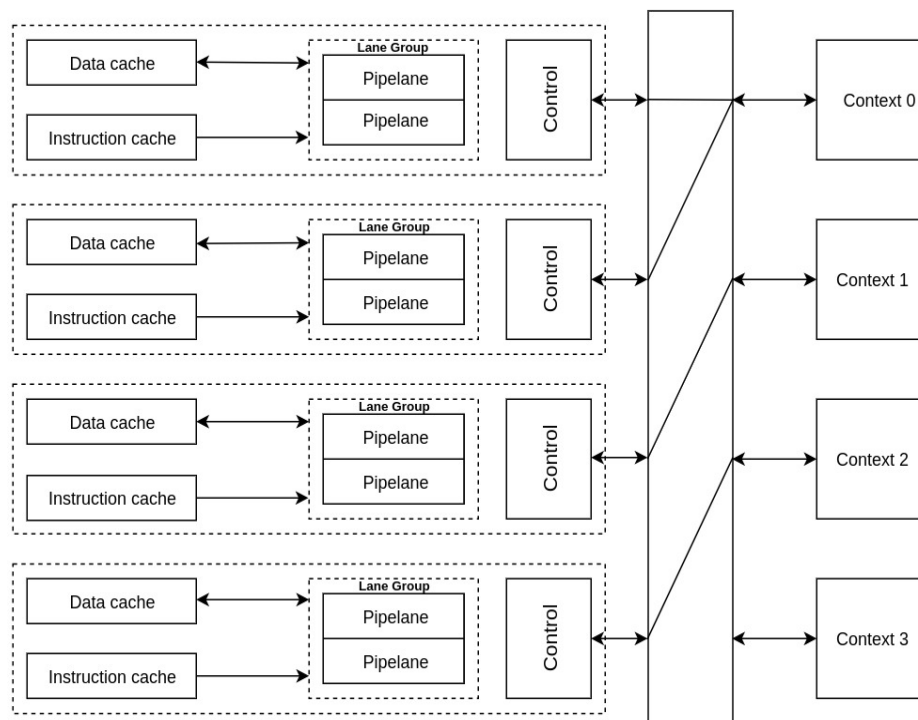 Lane Group
Data cache
Pipelane
Pipelane
Instruction cache
Control
Context 0
Lane Group
Data cache
Pipelane
Pipelane
Instruction cache
Control
Context 1
Lane Group
Data cache
Pipelane
Pipelane
Instruction cache
Control
Context 2
Lane Group
Data cache
Pipelane
Pipelane
Instruction cache
Control
Context 3